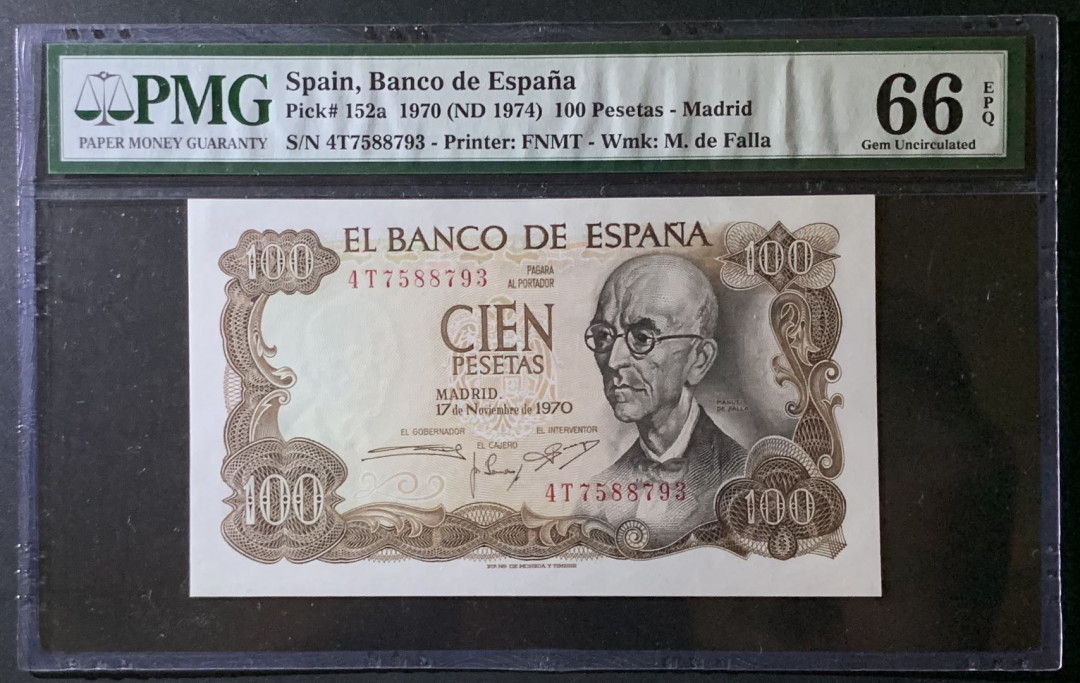 PMG
PAPER MONEY GUARANTY
Spain, Banco de España
Pick# 152a 1970 (ND 1974) 100 Pesetas - Madrid
S/N 4T7588793 - Printer: FNMT - Wmk: M. de Falla
66
EPQ
Gem Uncirculated
100
EL BANCO DE ESPAÑA
100
4T7588793
PAGARA
AL PORTADOR
CIEN
PESETAS
MADRID.
17 de Noviembre de 1970
MANUEL
DE FALLA
EL GOBERNADOR
EL CAJERO
EL INTERVENTOR
100
4T7588793
100